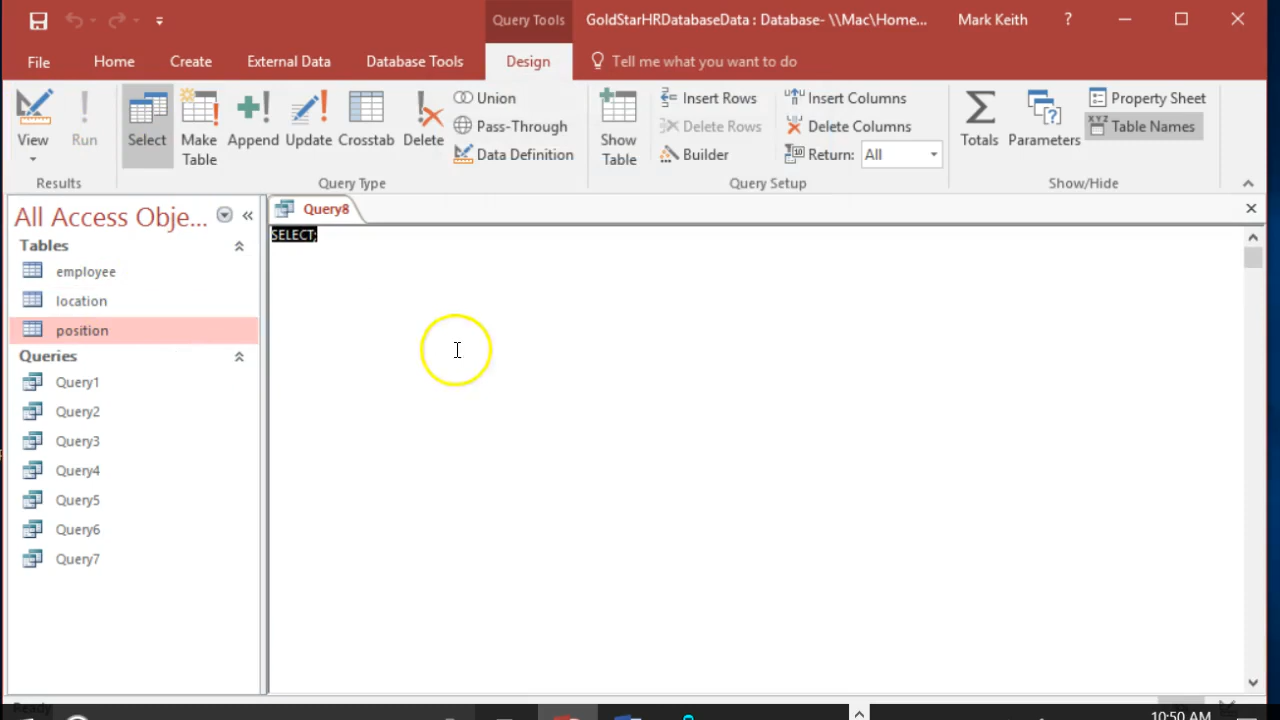 Query Tools
GoldStarHRDatabaseData : Database- \\Mac\Home...
Mark Keith
?
File
Home
Create
External Data
Database Tools
Design
Tell me what you want to do
View
Run
Select
Make
Table
Append
Update
Crosstab
Delete
Union
Pass-Through
Data Definition
Show
Table
Insert Rows
Delete Rows
Builder
Insert Columns
Delete Columns
Return:
All
Totals
Parameters
Property Sheet
Table Names
Results
Query Type
Query Setup
Show/Hide
All Access Obje...
Query8
Tables
SELECT;
employee
location
position
Queries
Query1
Query2
Query3
Query4
Query5
Query6
Query7
Ready
10:50 AM